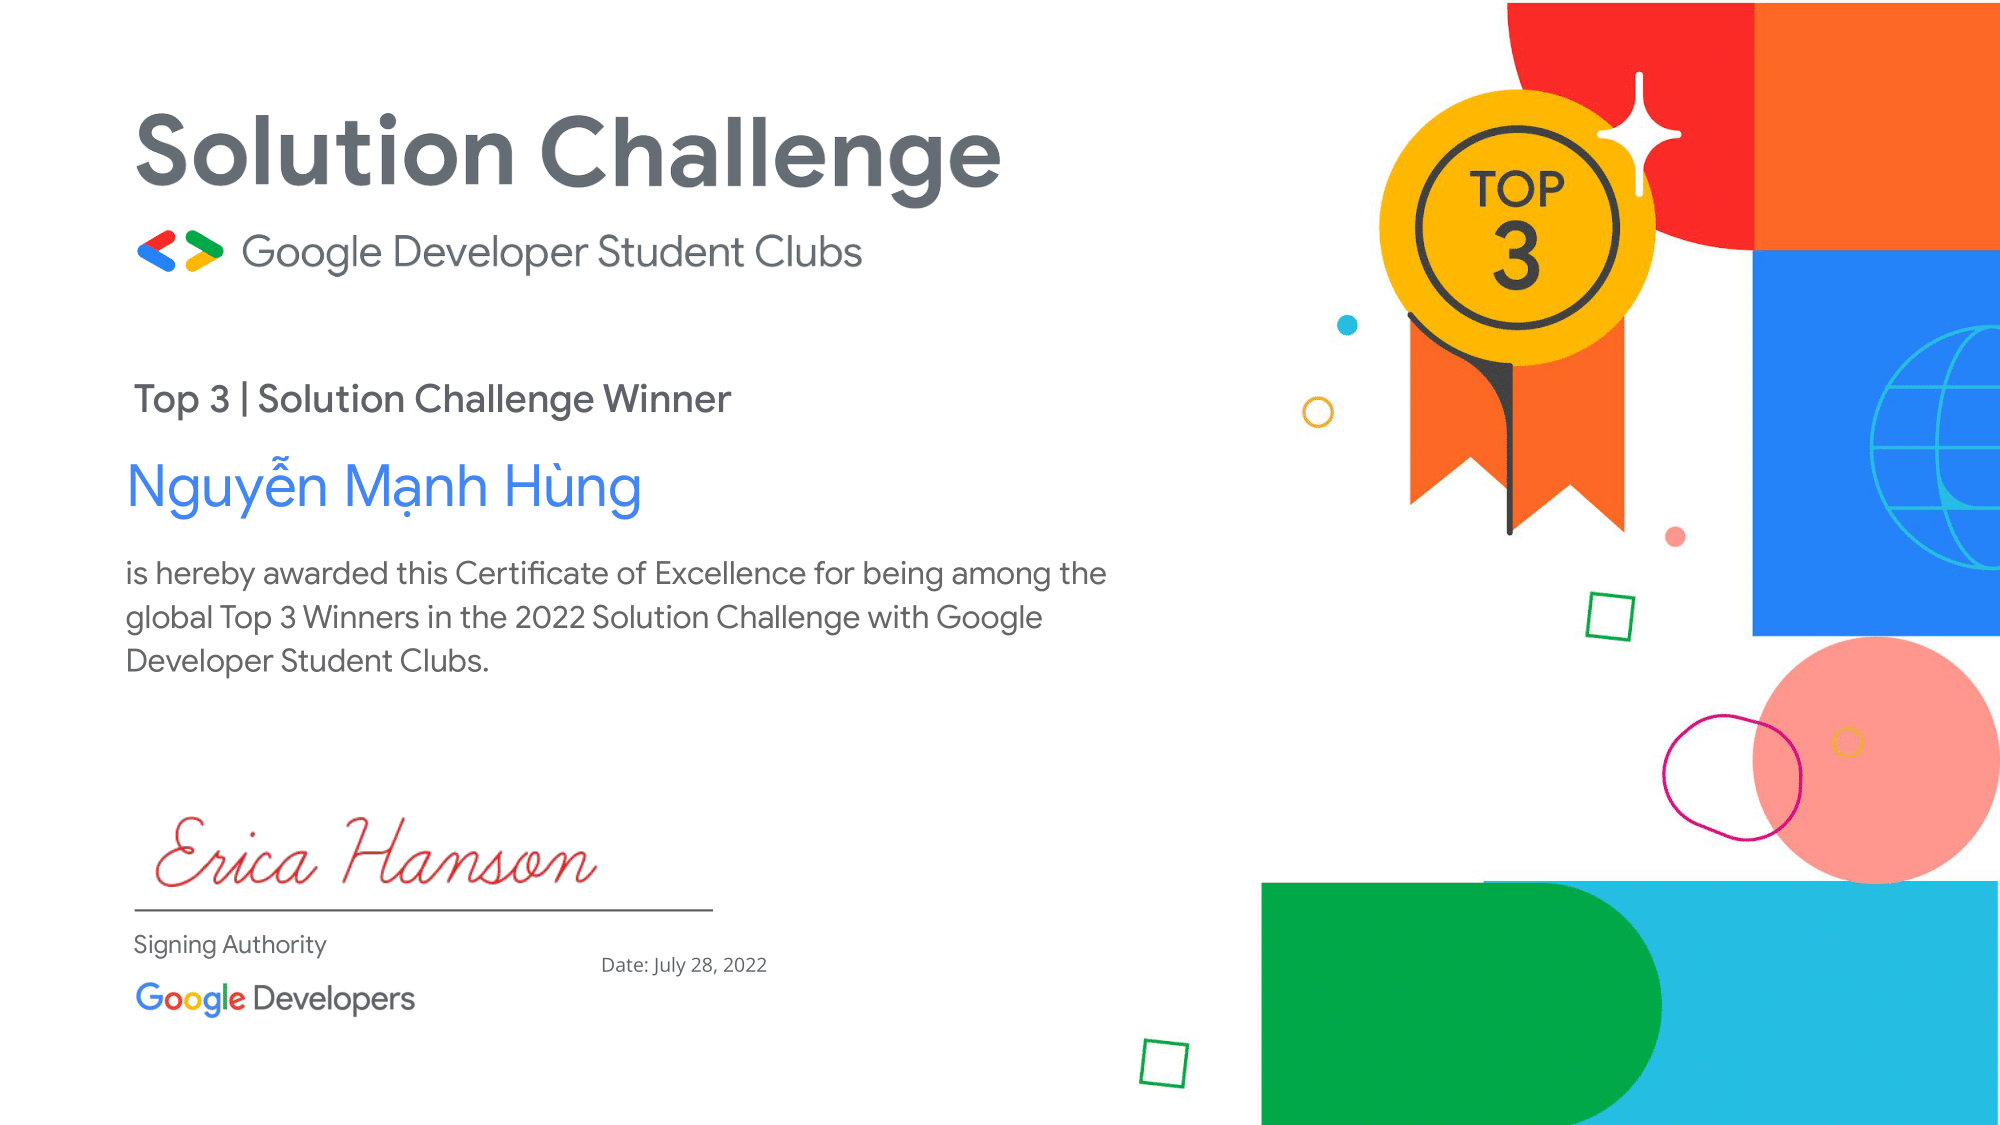 Solution Challenge
Google Developer Student Clubs
TOP
3
Top 3 | Solution Challenge Winner
Nguyễn Mạnh Hùng
is hereby awarded this Certificate of Excellence for being among the
global Top 3 Winners in the 2022 Solution Challenge with Google
Developer Student Clubs.
Erica Hanson
Signing Authority
Date: July 28, 2022
Google Developers